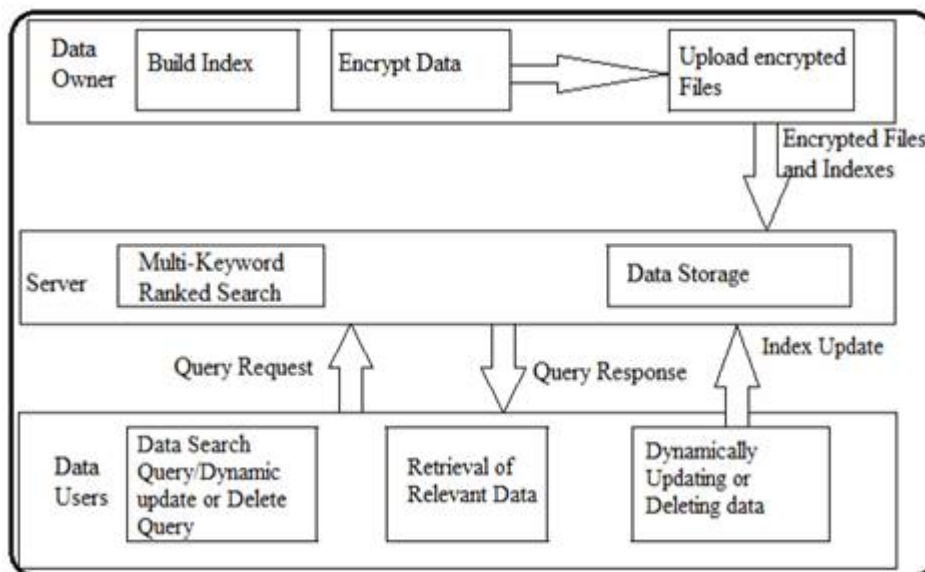 Data
Owner
Build Index
Encrypt Data
Upload encrypted
Files
Encrypted Files
and Indexes
Server
Multi-Keyword
Ranked Search
Data Storage
Query Request
Query Response
Index Update
Data
Users
Data Search
Query/Dynamic
update or Delete
Query
Retrieval of
Relevant Data
Dynamically
Updating or
Deleting data